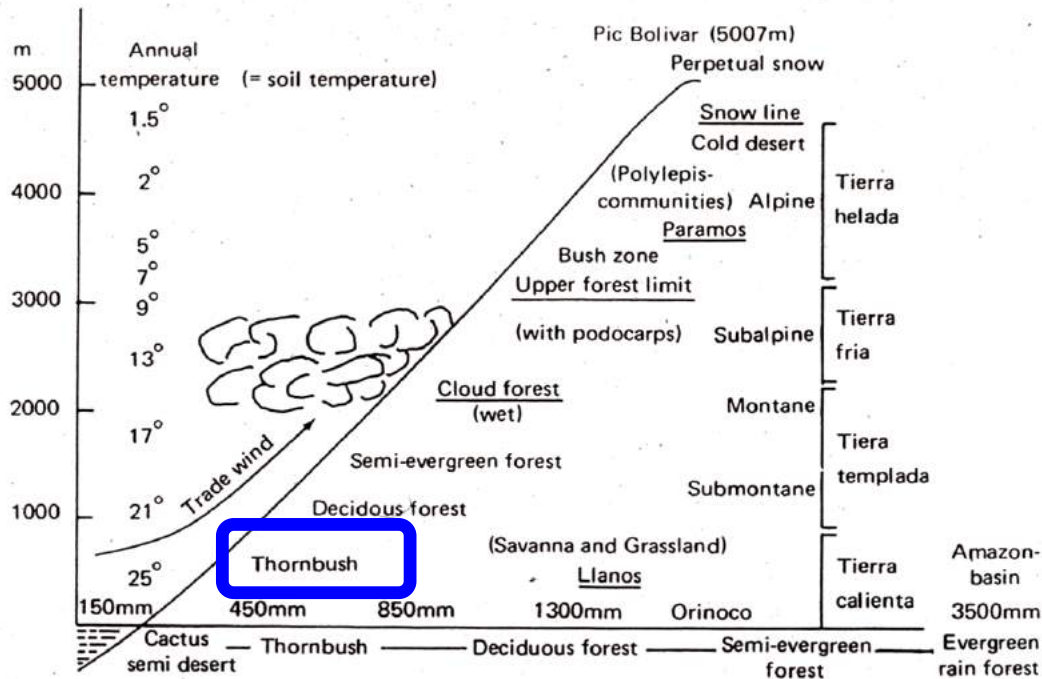 Pic Bolivar (5007m)
m
Annual
temperature (= soil temperature)
Perpetual snow
5000
1.5°
Snow line
Cold desert
2°
4000
(Polylepis-
communities) Alpine
Tierra
helada
Paramos
5°
7°
Bush zone
Upper forest limit
3000
9°
(with podocarps)
Subalpine
Tierra
fria
13°
Cloud forest
(wet)
Montane
2000
17°
Trade wind
Semi-evergreen forest
Tiera
templada
Submontane
21°
Decidous forest
1000
(Savanna and Grassland)
Llanos
Thornbush
25°
Tierra
calienta
Amazon-
basin
150mm 450mm 850mm 1300mm Orinoco 3500mm
Cactus
semi desert
— Thornbush — Deciduous forest — Semi-evergreen
forest
— Evergreen
rain forest